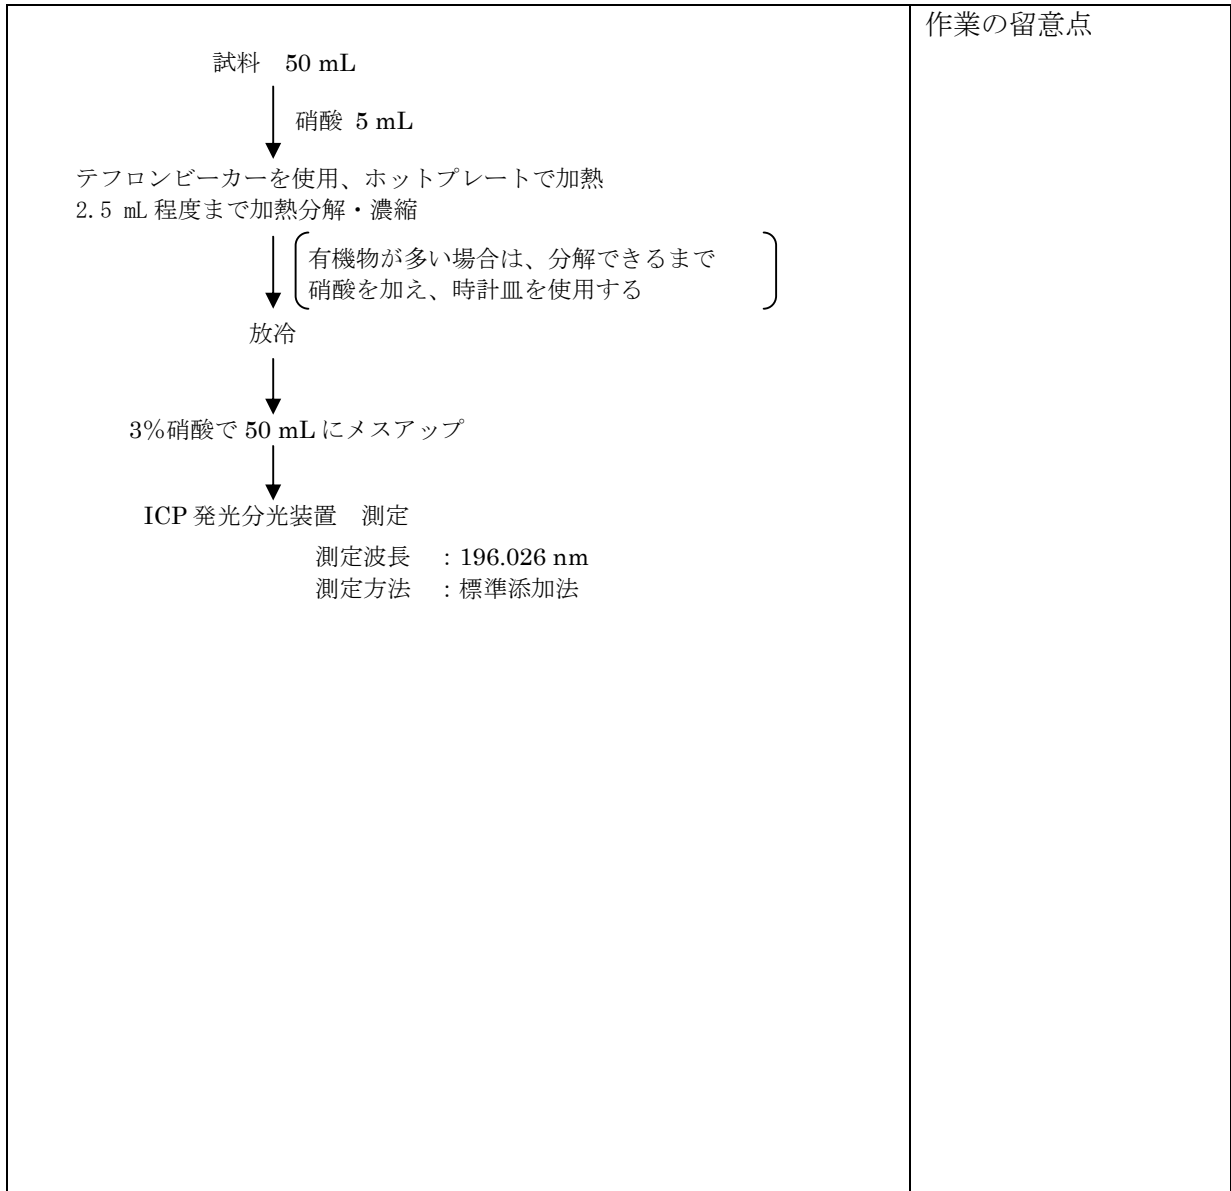 作業の留意点
試料　50 mL
硝酸 5 mL
テフロンビーカーを使用、ホットプレートで加熱
2.5 ㎖程度まで加熱分解・濃縮
有機物が多い場合は、分解できるまで
硝酸を加え、時計皿を使用する
放冷
3%硝酸で 50 mL にメスアップ
ICP 発光分光装置　測定
測定波長　：196.026 nm
測定方法　：標準添加法